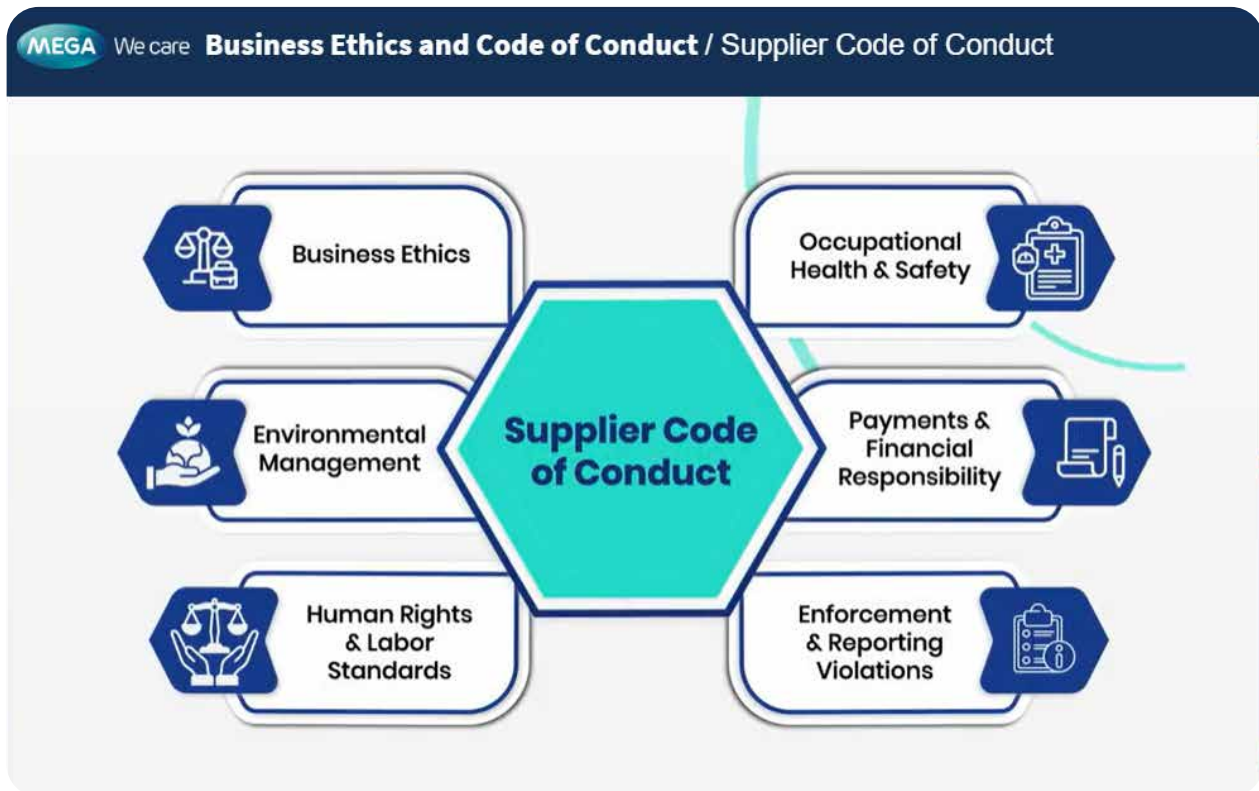 MEGA We care Business Ethics and Code of Conduct / Supplier Code of Conduct
Business Ethics
Environmental
Management
Human Rights
& Labor
Standards
Supplier Code
of Conduct
Occupational
Health & Safety
Payments &
Financial
Responsibility
Enforcement
& Reporting
Violations